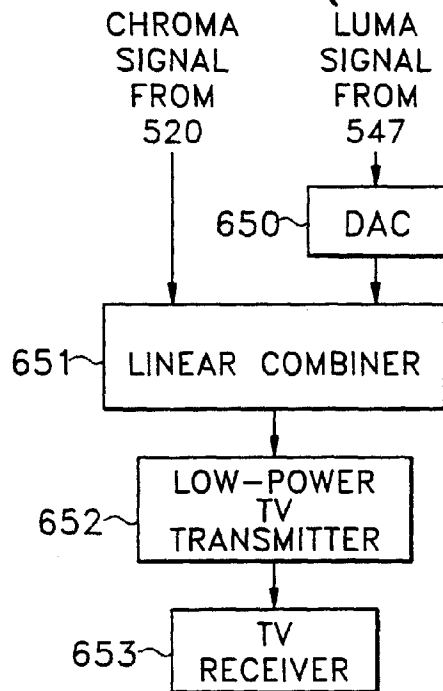 CHROMA
SIGNAL
FROM
520
LUMA
SIGNAL
FROM
547
650
DAC
651
LINEAR COMBINER
652
LOW-POWER
TV
TRANSMITTER
653
TV
RECEIVER